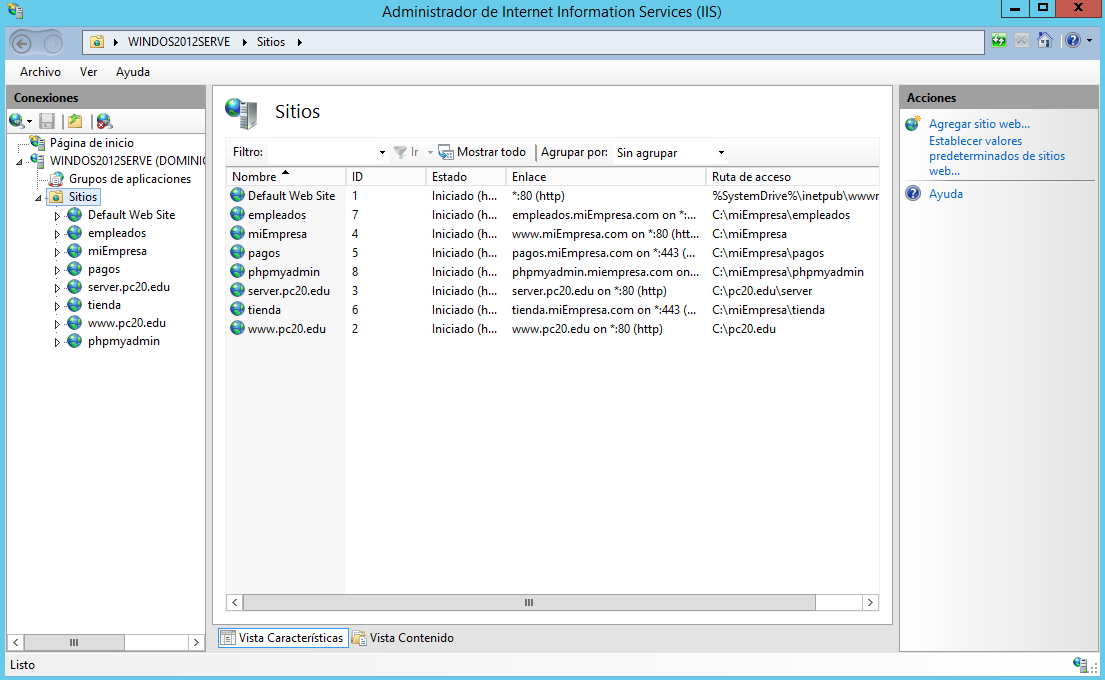 Administrador de Internet Information Services (IIS)
WINDOS2012SERVE Sitios
Archivo Ver Ayuda
Conexiones
Página de inicio
WINDOS2012SERVE (DOMINIC
Grupos de aplicaciones
Sitios
Default Web Site
empleados
miEmpresa
pagos
server.pc20.edu
tienda
www.pc20.edu
phpmyadmin
Sitios
Filtro: Ir Mostrar todo Agrupar por: Sin agrupar
Nombre ID Estado Enlace Ruta de acceso
Default Web Site 1 Iniciado (h... *:80 (http) %SystemDrive%\inetpub\wwwr
empleados 7 Iniciado (h... empleados.miEmpresa.com on *:... C:\miEmpresa\empleados
miEmpresa 4 Iniciado (h... www.miEmpresa.com on *:80 (htt... C:\miEmpresa
pagos 5 Iniciado (h... pagos.miEmpresa.com on *:443 (... C:\miEmpresa\pagos
phpmyadmin 8 Iniciado (h... phpmyadmin.miempresa.com on... C:\miEmpresa\phpmyadmin
server.pc20.edu 3 Iniciado (h... server.pc20.edu on *:80 (http) C:\pc20.edu\server
tienda 6 Iniciado (h... tienda.miEmpresa.com on *:443 (... C:\miEmpresa\tienda
www.pc20.edu 2 Iniciado (h... www.pc20.edu on *:80 (http) C:\pc20.edu
Vista Características Vista Contenido
Acciones
Agregar sitio web...
Establecer valores
predeterminados de sitios
web...
Ayuda
Listo